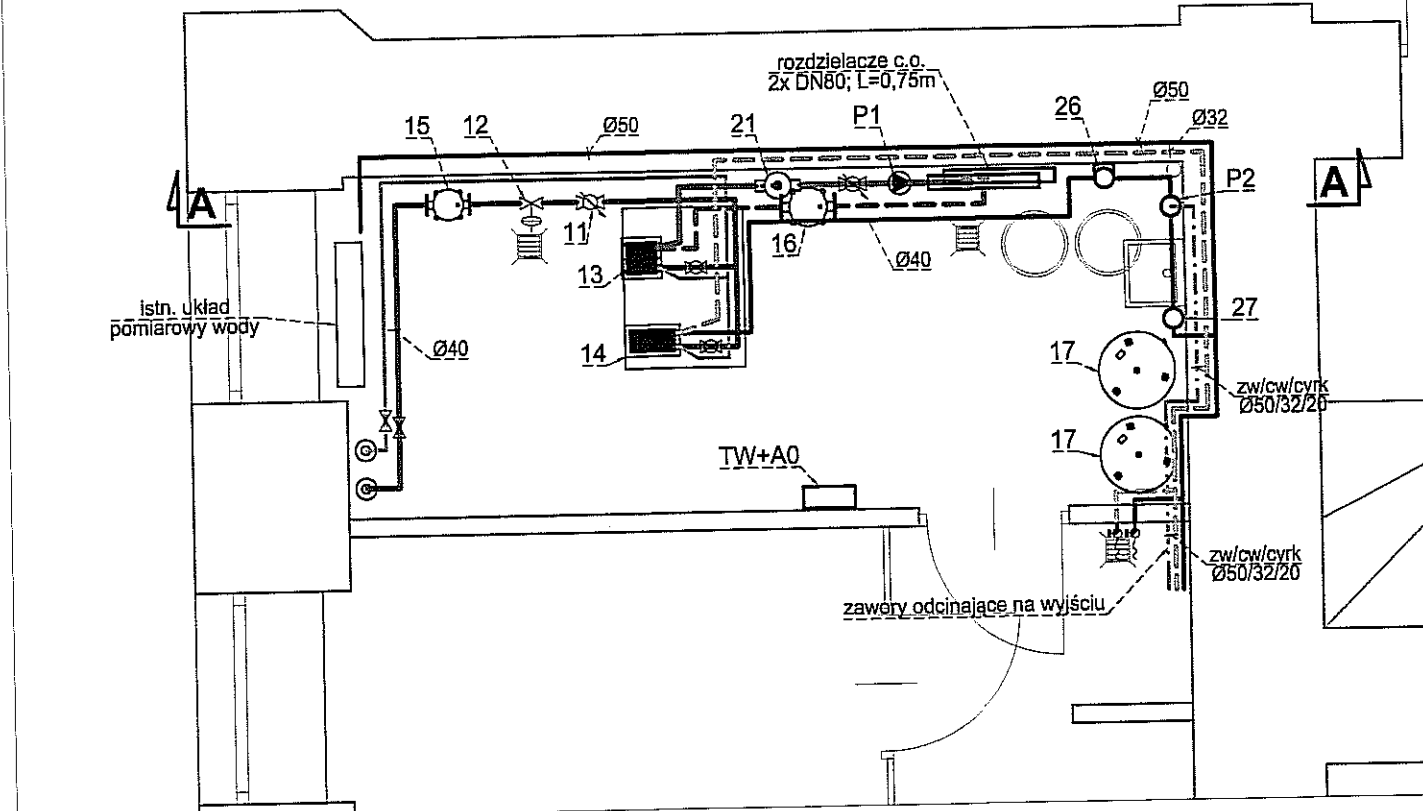 rozdzielacze c.o.
2x DN80; L=0,75m
Ø50
15
12
Ø50
21
P1
26
Ø32
A
P2
A
11
16
Ø40
13
istn. układ
pomiarowy wody
27
Ø40
14
17
zw/cw/cyrk
Ø50/32/20
17
TW+A0
zw/cw/cyrk
Ø50/32/20
zawory odcinające na wyjściu